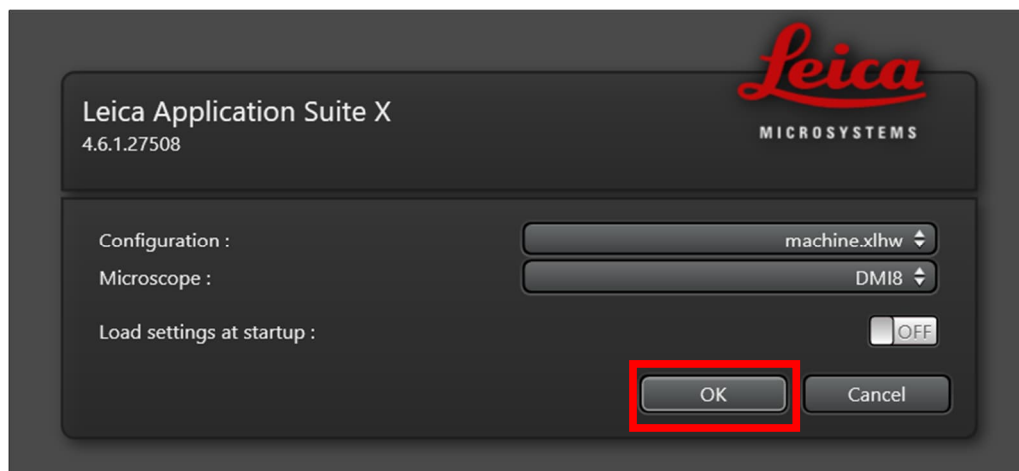 Leica
MICROSYSTEMS
Leica Application Suite X
4.6.1.27508
Configuration : machine.xlhw
Microscope : DMI8
Load settings at startup : OFF
OK Cancel